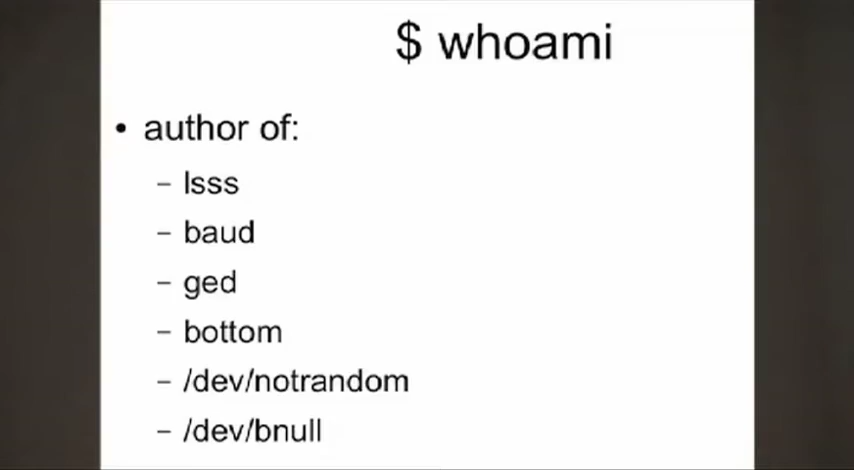 $ whoami
• author of:
– lsss
– baud
– ged
– bottom
– /dev/notrandom
– /dev/bnull